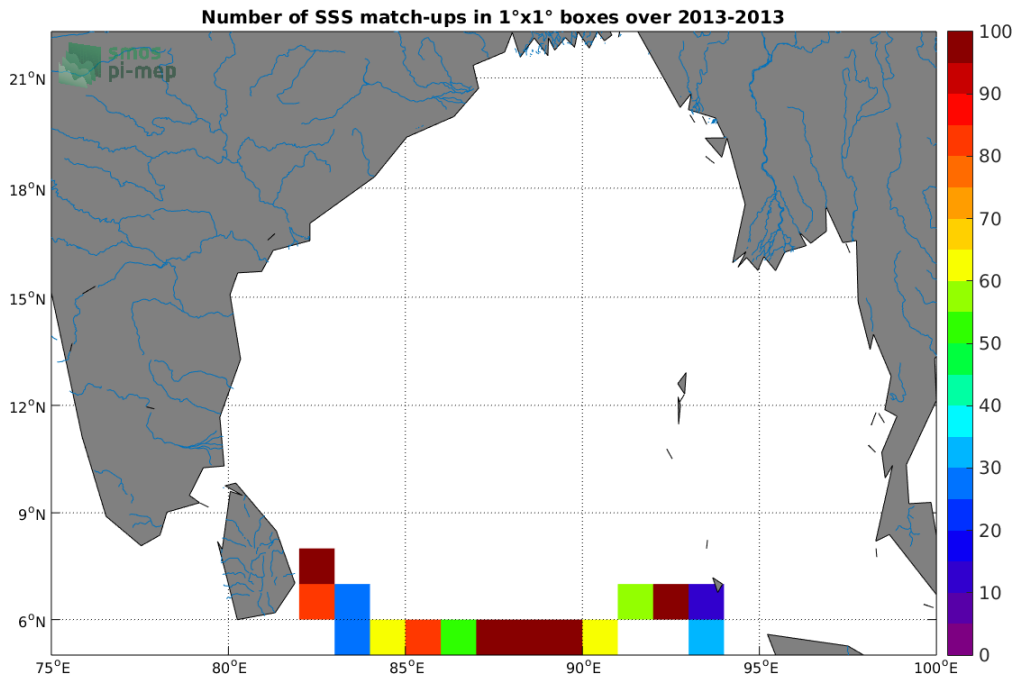 Number of SSS match-ups in 1°x1° boxes over 2013-2013
smos
pi-mep
21°N
18°N
15°N
12°N
9°N
6°N
75°E
80°E
85°E
90°E
95°E
100°E
100
90
80
70
60
50
40
30
20
10
0